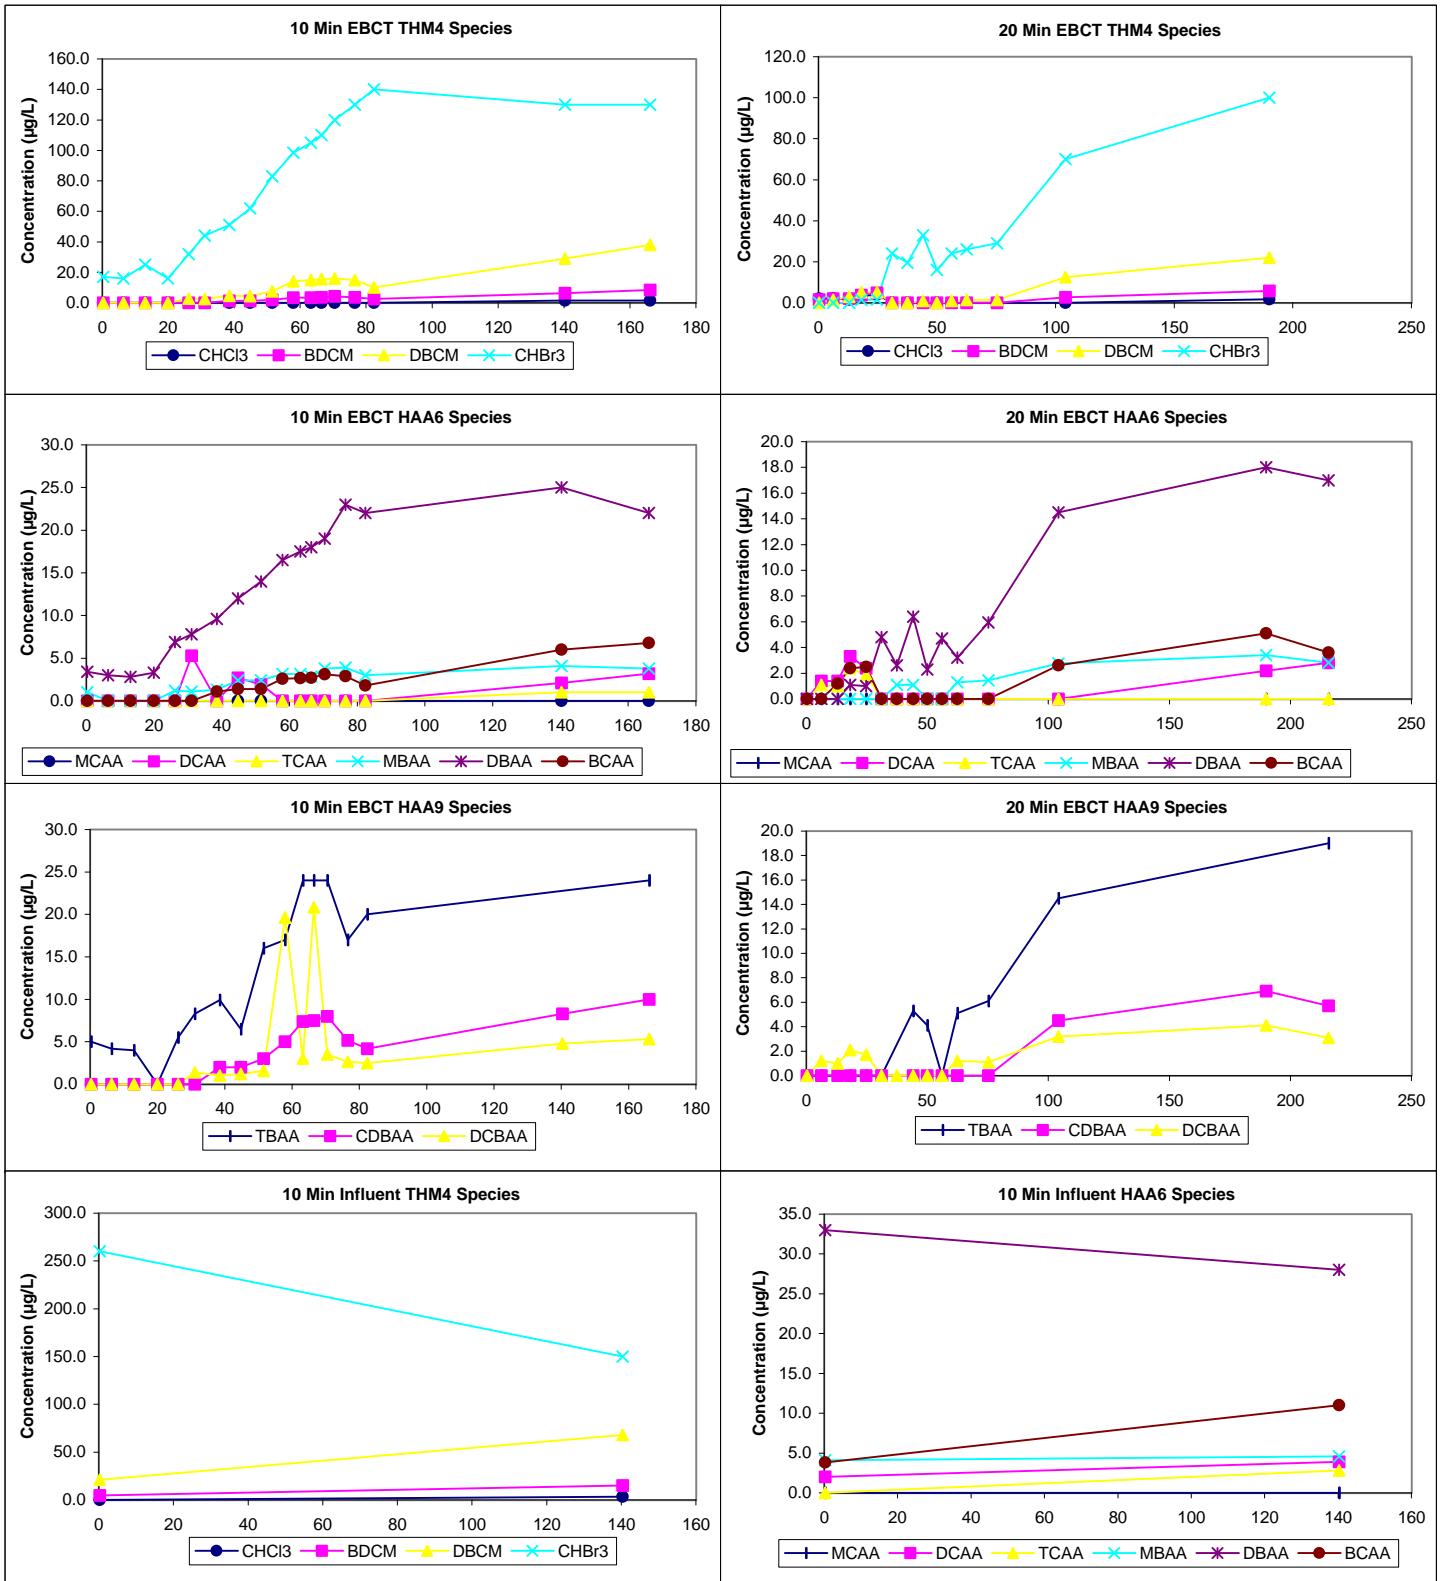 10 Min EBCT THM4 Species
Concentration (µg/L)
160.0
140.0
120.0
100.0
80.0
60.0
40.0
20.0
0.0
0 20 40 60 80 100 120 140 160 180
CHCl3 BDCM DBCM CHBr3
20 Min EBCT THM4 Species
Concentration (µg/L)
120.0
100.0
80.0
60.0
40.0
20.0
0.0
0 50 100 150 200 250
CHCl3 BDCM DBCM CHBr3
10 Min EBCT HAA6 Species
Concentration (µg/L)
30.0
25.0
20.0
15.0
10.0
5.0
0.0
0 20 40 60 80 100 120 140 160 180
MCAA DCAA TCAA MBAA DBAA BCAA
20 Min EBCT HAA6 Species
Concentration (µg/L)
20.0
18.0
16.0
14.0
12.0
10.0
8.0
6.0
4.0
2.0
0.0
0 50 100 150 200 250
MCAA DCAA TCAA MBAA DBAA BCAA
10 Min EBCT HAA9 Species
Concentration (µg/L)
30.0
25.0
20.0
15.0
10.0
5.0
0.0
0 20 40 60 80 100 120 140 160 180
TBAA CDBAA DCBAA
20 Min EBCT HAA9 Species
Concentration (µg/L)
20.0
18.0
16.0
14.0
12.0
10.0
8.0
6.0
4.0
2.0
0.0
0 50 100 150 200 250
TBAA CDBAA DCBAA
10 Min Influent THM4 Species
Concentration (µg/L)
300.0
250.0
200.0
150.0
100.0
50.0
0.0
0 20 40 60 80 100 120 140 160
CHCl3 BDCM DBCM CHBr3
10 Min Influent HAA6 Species
Concentration (µg/L)
35.0
30.0
25.0
20.0
15.0
10.0
5.0
0.0
0 20 40 60 80 100 120 140 160
MCAA DCAA TCAA MBAA DBAA BCAA